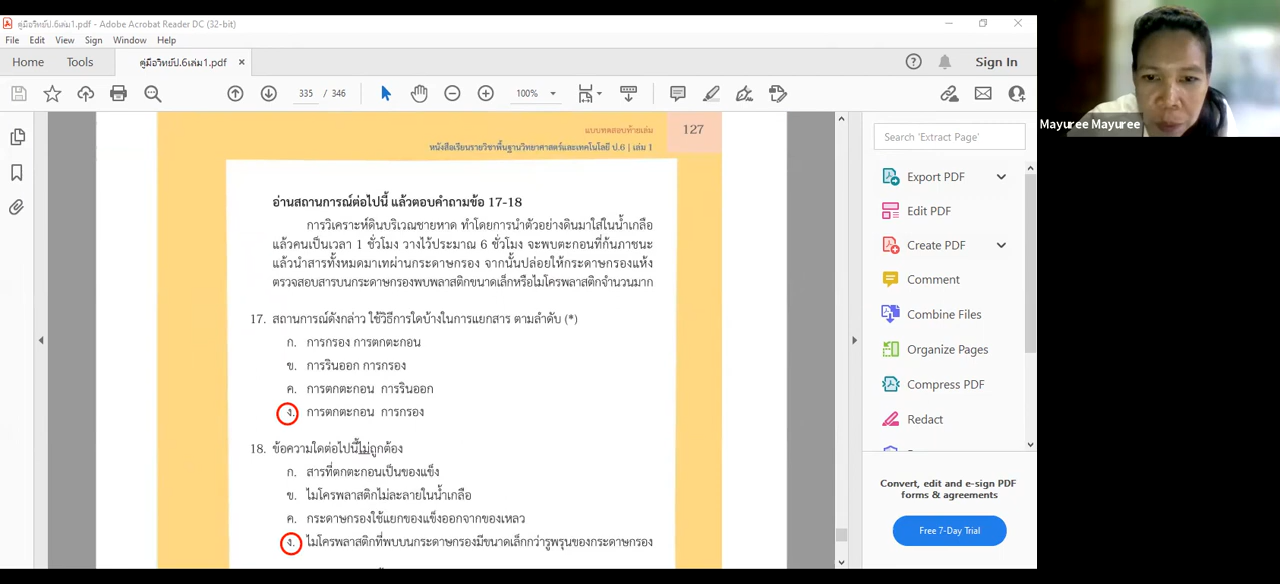 คู่มือวิทย์ป.6เล่ม1.pdf - Adobe Acrobat Reader DC (32-bit)
File Edit View Sign Window Help
Home Tools คู่มือวิทย์ป.6เล่ม1.pdf × Sign In
335 / 346 100%
Mayuree Mayuree
แบบทดสอบท้ายเล่ม 127
หนังสือเรียนรายวิชาพื้นฐานวิทยาศาสตร์และเทคโนโลยี ป.6 | เล่ม 1
อ่านสถานการณ์ต่อไปนี้ แล้วตอบคำถามข้อ 17-18
การวิเคราะห์ดินบริเวณชายหาด ทำโดยการนำตัวอย่างดินมาใส่ในน้ำเกลือ
แล้วคนเป็นเวลา 1 ชั่วโมง วางไว้ประมาณ 6 ชั่วโมง จะพบตะกอนที่ก้นภาชนะ
แล้วนำสารทั้งหมดมาเทผ่านกระดาษกรอง จากนั้นปล่อยให้กระดาษกรองแห้ง
ตรวจสอบสารบนกระดาษกรองพบพลาสติกขนาดเล็กหรือไมโครพลาสติกจำนวนมาก
17. สถานการณ์ดังกล่าว ใช้วิธีการใดบ้างในการแยกสาร ตามลำดับ (*)
ก. การกรอง การตกตะกอน
ข. การรินออก การกรอง
ค. การตกตะกอน การรินออก
ง. การตกตะกอน การกรอง
18. ข้อความใดต่อไปนี้ไม่ถูกต้อง
ก. สารที่ตกตะกอนเป็นของแข็ง
ข. ไมโครพลาสติกไม่ละลายในน้ำเกลือ
ค. กระดาษกรองใช้แยกของแข็งออกจากของเหลว
ง. ไมโครพลาสติกที่พบบนกระดาษกรองมีขนาดเล็กกว่ารูพรุนของกระดาษกรอง
Search 'Extract Page'
Export PDF
Edit PDF
Create PDF
Comment
Combine Files
Organize Pages
Compress PDF
Redact
Convert, edit and e-sign PDF
forms & agreements
Free 7-Day Trial